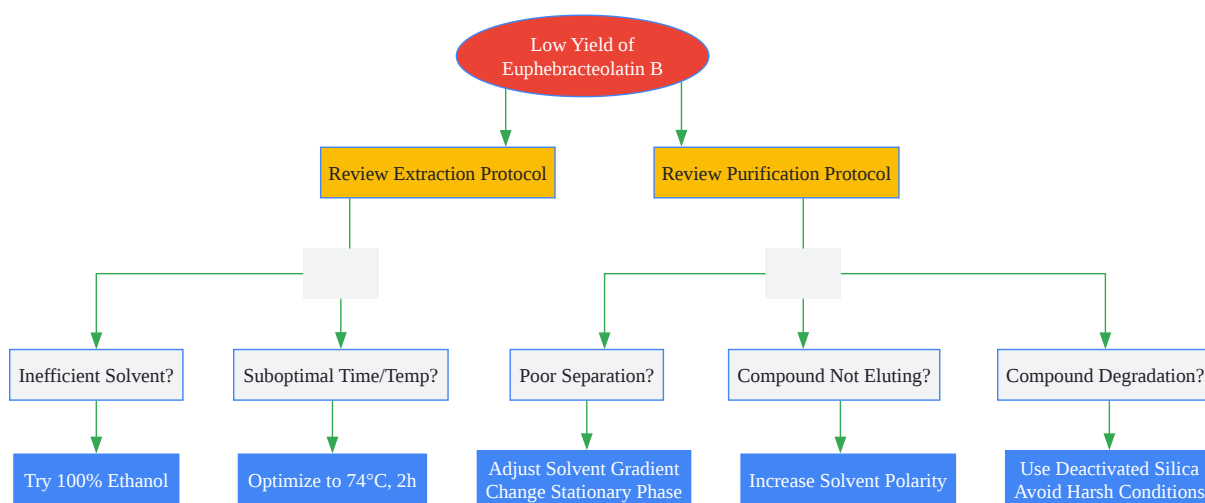 Low Yield of
Euphebracteolatin B
Review Extraction Protocol
Review Purification Protocol
Inefficient Solvent?
Suboptimal Time/Temp?
Poor Separation?
Compound Not Eluting?
Compound Degradation?
Try 100% Ethanol
Optimize to 74°C, 2h
Adjust Solvent Gradient
Change Stationary Phase
Increase Solvent Polarity
Use Deactivated Silica
Avoid Harsh Conditions